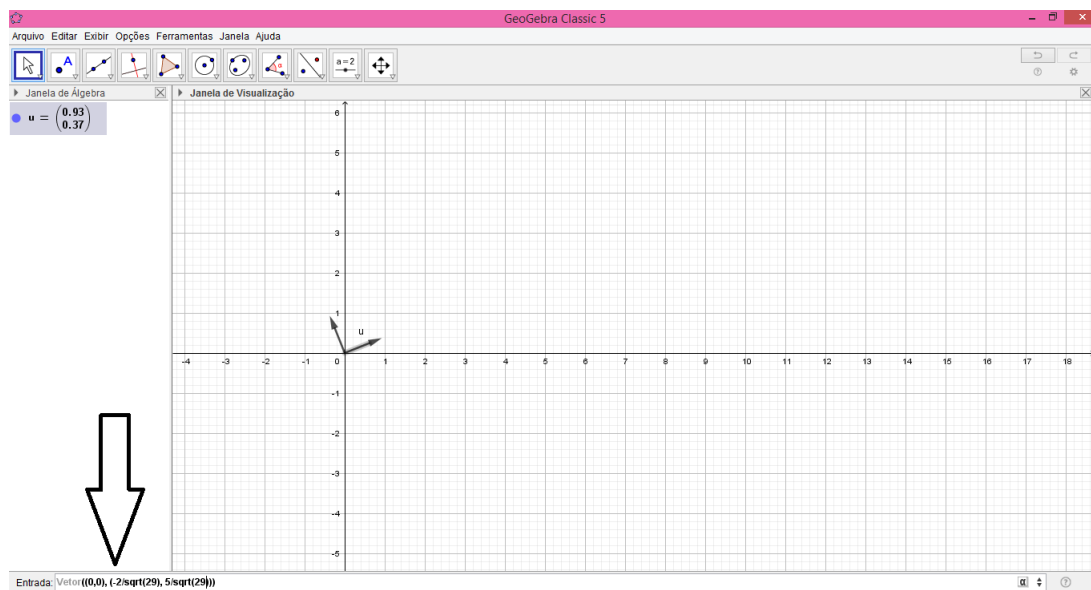 GeoGebra Classic 5
Arquivo Editar Exibir Opções Ferramentas Janela Ajuda
A
α
a=2
Janela de Álgebra
Janela de Visualização
u = (0.93
0.37)
6
5
4
3
2
1
u
-4 -3 -2 -1 0 1 2 3 4 5 6 7 8 9 10 11 12 13 14 15 16 17 18
-1
-2
-3
-4
-5
Entrada: Vetor((0,0), (-2/sqrt(29), 5/sqrt(29)))
α